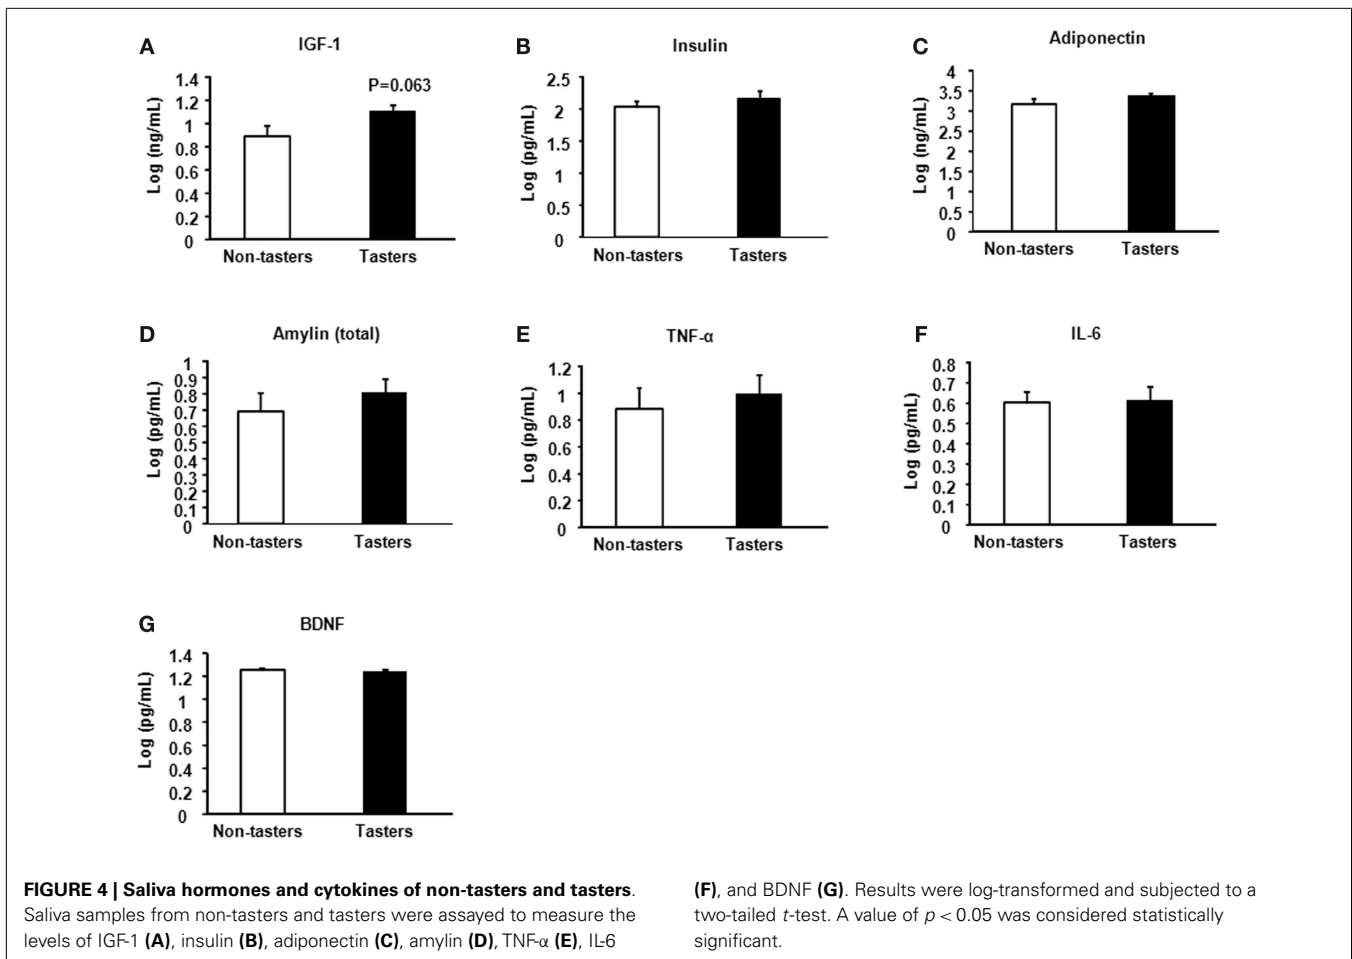 A
IGF-1
P=0.063
Log (ng/mL)
1.4
1.2
1
0.8
0.6
0.4
0.2
0
Non-tasters
Tasters
B
Insulin
Log (pg/mL)
2.5
2
1.5
1
0.5
0
Non-tasters
Tasters
C
Adiponectin
Log (ng/mL)
4
3.5
3
2.5
2
1.5
1
0.5
0
Non-tasters
Tasters
D
Amylin (total)
Log (pg/mL)
1
0.9
0.8
0.7
0.6
0.5
0.4
0.3
0.2
0.1
0
Non-tasters
Tasters
E
TNF-α
Log (pg/mL)
1.2
1
0.8
0.6
0.4
0.2
0
Non-tasters
Tasters
F
IL-6
Log (pg/mL)
0.8
0.7
0.6
0.5
0.4
0.3
0.2
0.1
0
Non-tasters
Tasters
G
BDNF
Log (pg/mL)
1.4
1.2
1
0.8
0.6
0.4
0.2
0
Non-tasters
Tasters
FIGURE 4 | Saliva hormones and cytokines of non-tasters and tasters.
Saliva samples from non-tasters and tasters were assayed to measure the
levels of IGF-1 (A), insulin (B), adiponectin (C), amylin (D), TNF-α (E), IL-6
(F), and BDNF (G). Results were log-transformed and subjected to a
two-tailed t-test. A value of p < 0.05 was considered statistically
significant.